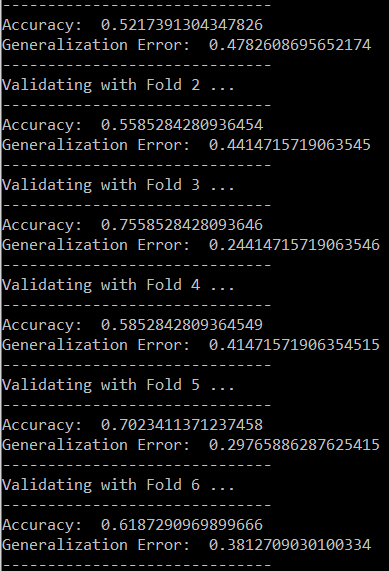 -----------------------------
Accuracy:  0.5217391304347826
Generalization Error:  0.4782608695652174
-----------------------------
Validating with Fold 2 ...
-----------------------------
Accuracy:  0.5585284280936454
Generalization Error:  0.4414715719063545
-----------------------------
Validating with Fold 3 ...
-----------------------------
Accuracy:  0.7558528428093646
Generalization Error:  0.24414715719063546
-----------------------------
Validating with Fold 4 ...
-----------------------------
Accuracy:  0.5852842809364549
Generalization Error:  0.41471571906354515
-----------------------------
Validating with Fold 5 ...
-----------------------------
Accuracy:  0.7023411371237458
Generalization Error:  0.29765886287625415
-----------------------------
Validating with Fold 6 ...
-----------------------------
Accuracy:  0.6187290969899666
Generalization Error:  0.3812709030100334
-----------------------------